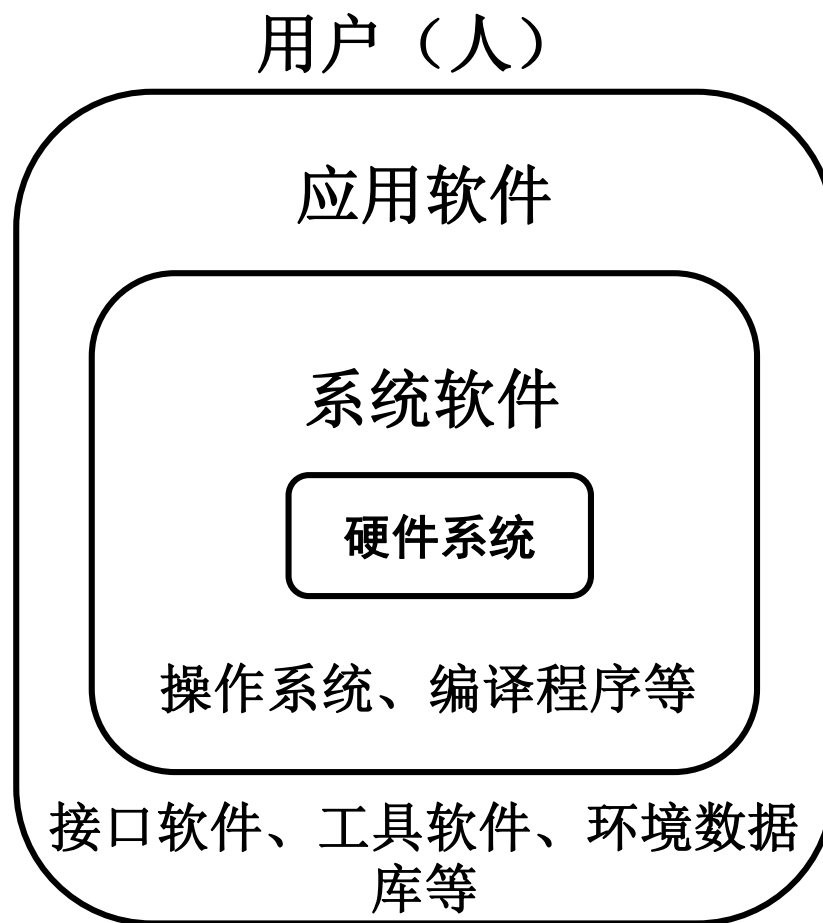 用户（人）
应用软件
系统软件
硬件系统
操作系统、编译程序等
接口软件、工具软件、环境数据
库等